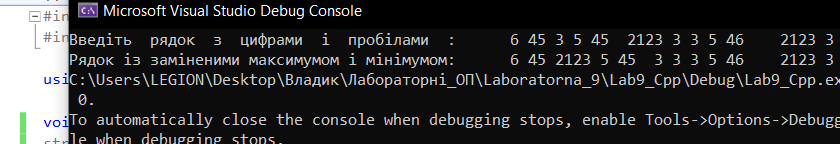 Microsoft Visual Studio Debug Console
#in
#in
Введіть рядок з цифрами і пробілами : 6 45 3 5 45 2123 3 3 5 46 2123 3
Рядок із заміненими максимумом і мінімумом: 6 45 2123 5 45 3 3 3 5 46 2123 3
usi
C:\Users\LEGION\Desktop\Владик\Лабораторні_ОП\Laboratorna_9\Lab9_Cpp\Debug\Lab9_Cpp.ex
0.
voi
To automatically close the console when debugging stops, enable Tools->Options->Debugg
str
le when debugging stops.